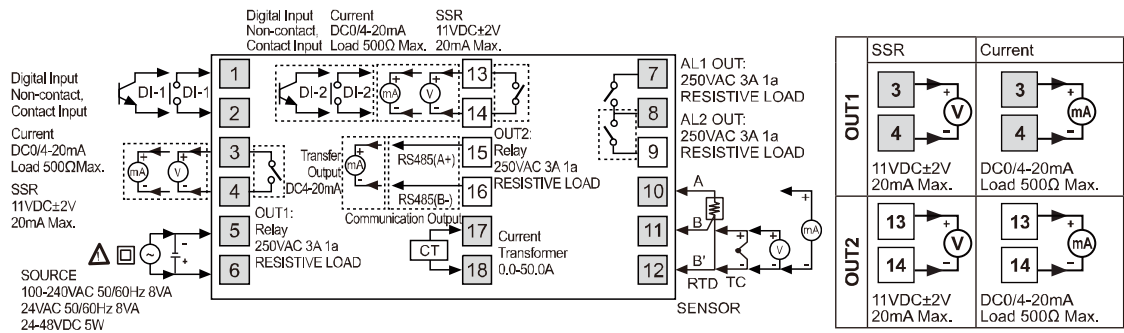 Digital Input
Non-contact,
Contact Input
Current
DC0/4-20mA
Load 500Ω Max.
SSR
11VDC±2V
20mA Max.
Digital Input
Non-contact,
Contact Input
DI-1
DI-1
1
2
Current
DC0/4-20mA
Load 500ΩMax.
SSR
11VDC±2V
20mA Max.
+
-
mA
+
-
V
3
4
OUT1:
Relay
250VAC 3A 1a
RESISTIVE LOAD
5
6
-
+
SOURCE
100-240VAC 50/60Hz 8VA
24VAC 50/60Hz 8VA
24-48VDC 5W
DI-2
DI-2
+
-
mA
+
-
V
13
14
OUT2:
Relay
250VAC 3A 1a
RESISTIVE LOAD
Transfer
Output
DC4-20mA
+
-
mA
RS485(A+)
RS485(B-)
15
16
Communication Output
CT
17
18
Current
Transformer
0.0-50.0A
7
8
9
AL1 OUT:
250VAC 3A 1a
RESISTIVE LOAD
AL2 OUT:
250VAC 3A 1a
RESISTIVE LOAD
10
11
12
A
B
B'
RTD
+
-
TC
+
-
V
+
-
mA
SENSOR
SSR
Current
OUT1
3
4
+
-
V
11VDC±2V
20mA Max.
3
4
+
-
mA
DC0/4-20mA
Load 500Ω Max.
OUT2
13
14
+
-
V
11VDC±2V
20mA Max.
13
14
+
-
mA
DC0/4-20mA
Load 500Ω Max.